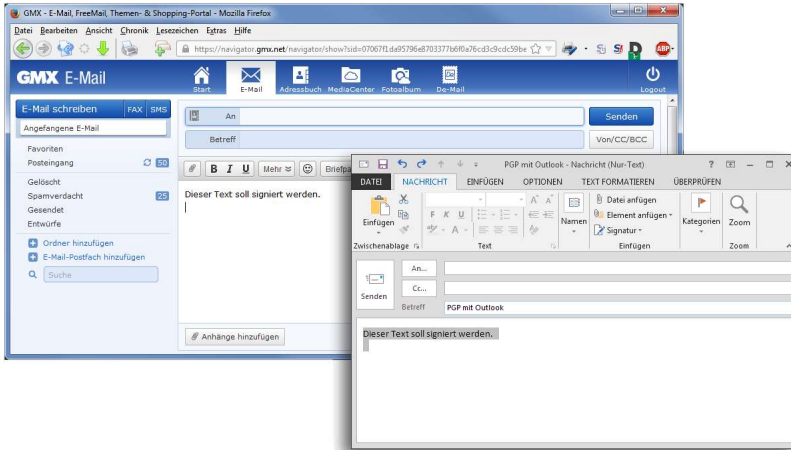 GMX - E-Mail, FreeMail, Themen- & Shopping-Portal - Mozilla Firefox
Datei Bearbeiten Ansicht Chronik Lesezeichen Extras Hilfe
https://navigator.gmx.net/navigator/show?sid=07067f1da95796e8703377b6f0a76cd3c9cdc59be
GMX E-Mail
Start E-Mail Adressbuch MediaCenter Fotoalbum De-Mail Logout
E-Mail schreiben FAX SMS
Angefangene E-Mail
Favoriten
Posteingang 50
Gelöscht
Spamverdacht 25
Gesendet
Entwürfe
Ordner hinzufügen
E-Mail-Postfach hinzufügen
Suche
An Senden
Betreff Von/CC/BCC
B I U Mehr Briefpa
Dieser Text soll signiert werden.
Anhänge hinzufügen
PGP mit Outlook - Nachricht (Nur-Text)
DATEI NACHRICHT EINFÜGEN OPTIONEN TEXT FORMATIEREN ÜBERPRÜFEN
Einfügen
Zwischenablage
F K U
A
Text
Namen
Datei anfügen
Element anfügen
Signatur
Einfügen
Kategorien
Zoom
Zoom
Senden
An...
Cc...
Betreff PGP mit Outlook
Dieser Text soll signiert werden.